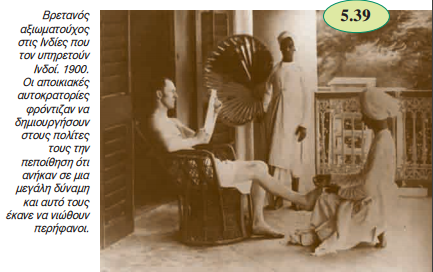 Βρετανός
αξιωματούχος
στις Ινδίες που
τον υπηρετούν
Ινδοί. 1900.
Οι αποικιακές
αυτοκρατορίες
φρόντιζαν να
δημιουργήσουν
στους πολίτες
τους την
πεποίθηση ότι
ανήκαν σε μια
μεγάλη δύναμη
και αυτό τους
έκανε να νιώθουν
περήφανοι.
5.39